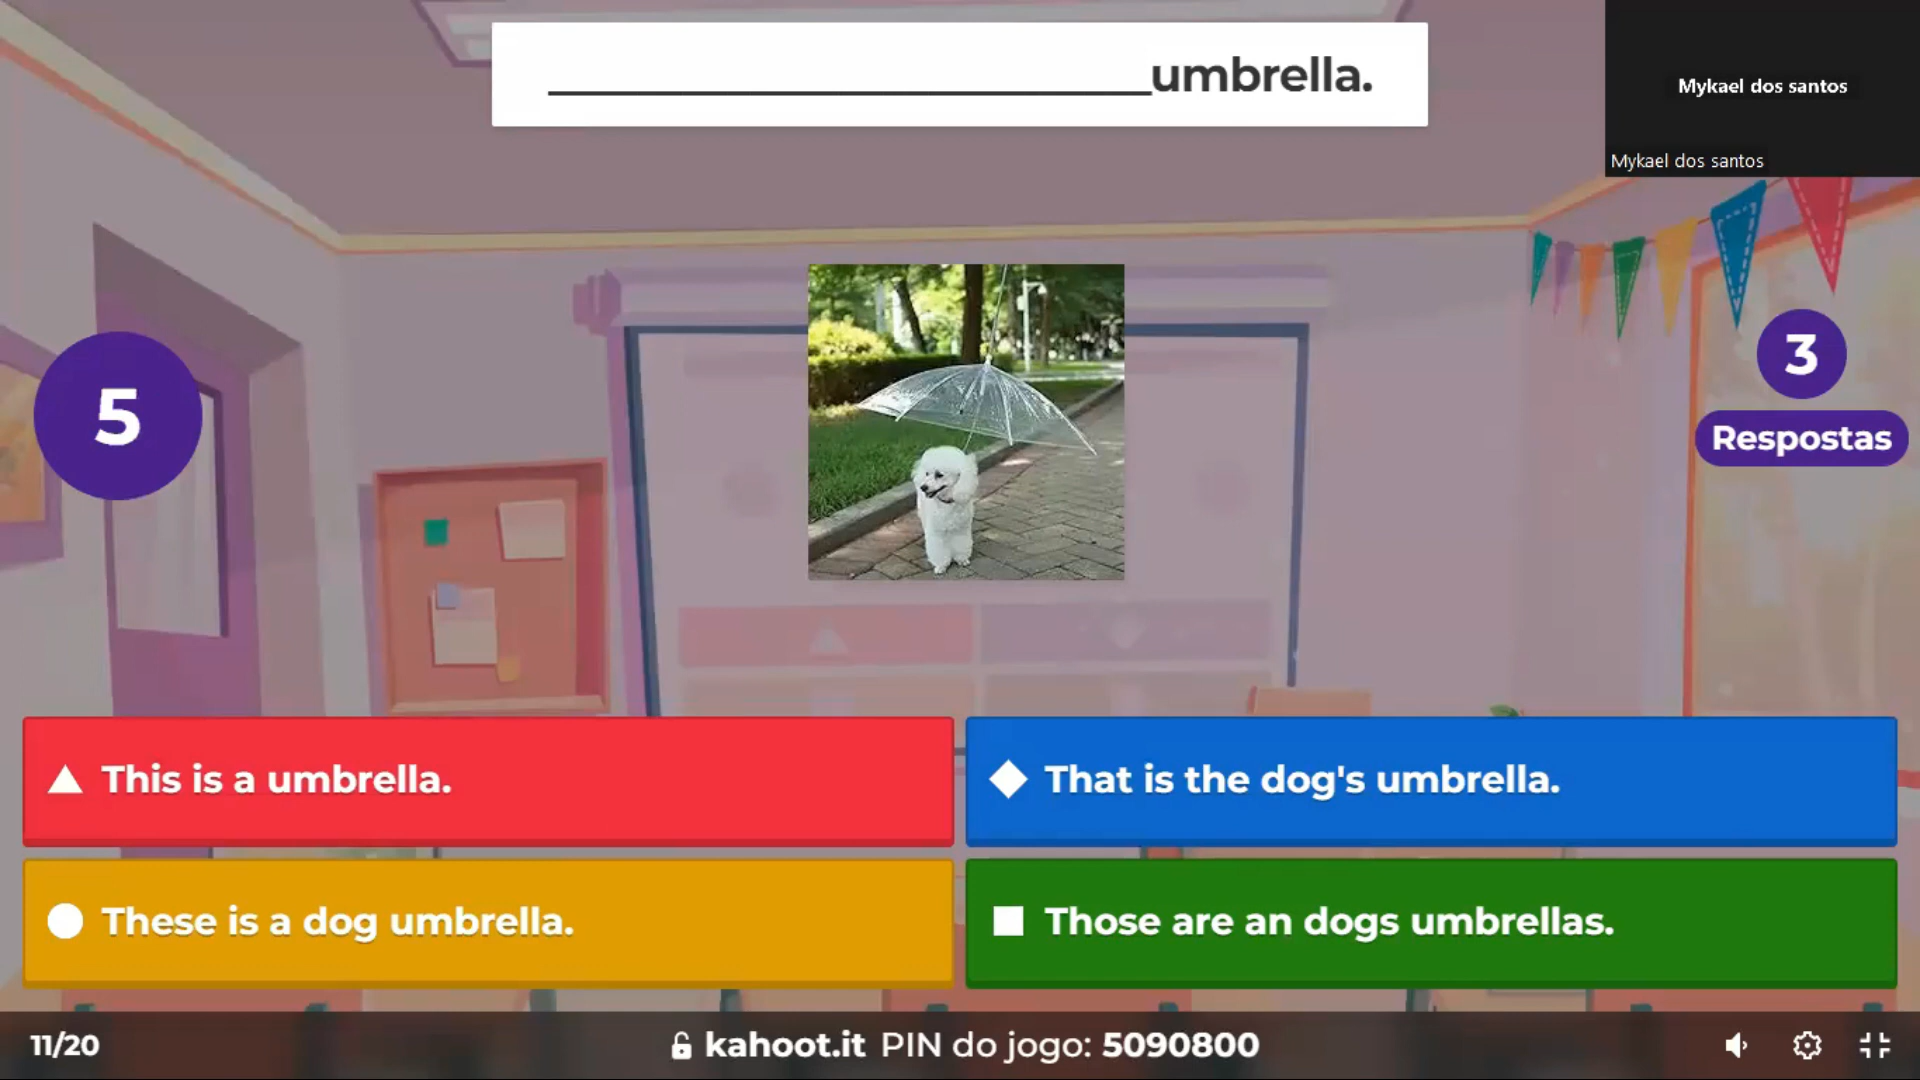 ___________________________umbrella.
Mykael dos santos
Mykael dos santos
5
3
Respostas
This is a umbrella.
That is the dog's umbrella.
These is a dog umbrella.
Those are an dogs umbrellas.
11/20
kahoot.it PIN do jogo: 5090800